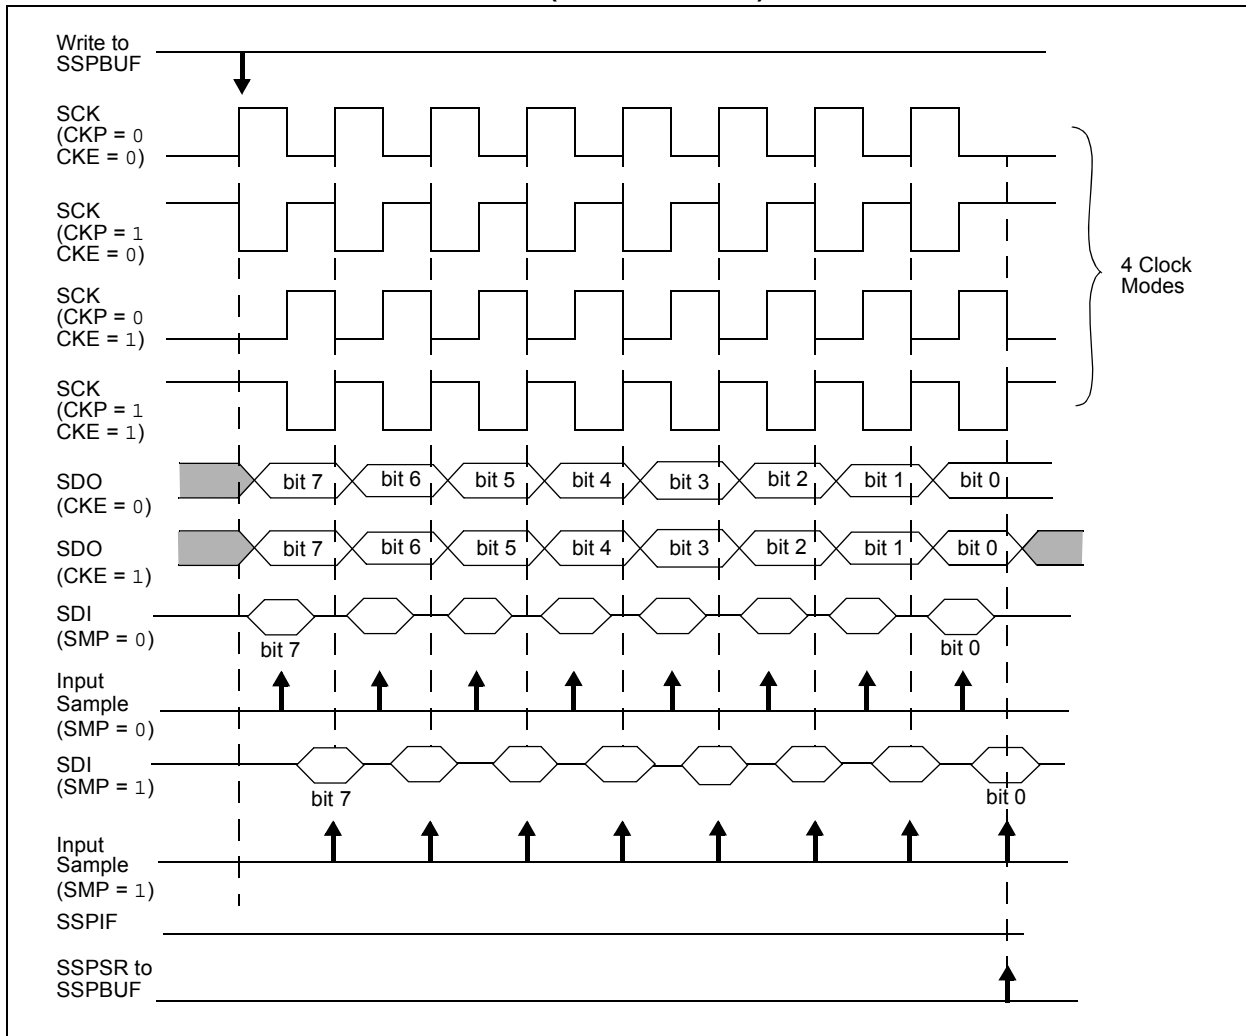 Write to
SSPBUF
SCK
(CKP = 0
CKE = 0)
SCK
(CKP = 1
CKE = 0)
4 Clock
Modes
SCK
(CKP = 0
CKE = 1)
SCK
(CKP = 1
CKE = 1)
SDO
(CKE = 0)
bit 7 bit 6 bit 5 bit 4 bit 3 bit 2 bit 1 bit 0
SDO
(CKE = 1)
bit 7 bit 6 bit 5 bit 4 bit 3 bit 2 bit 1 bit 0
SDI
(SMP = 0)
bit 7 bit 0
Input
Sample
(SMP = 0)
SDI
(SMP = 1)
bit 7 bit 0
Input
Sample
(SMP = 1)
SSPIF
SSPSR to
SSPBUF